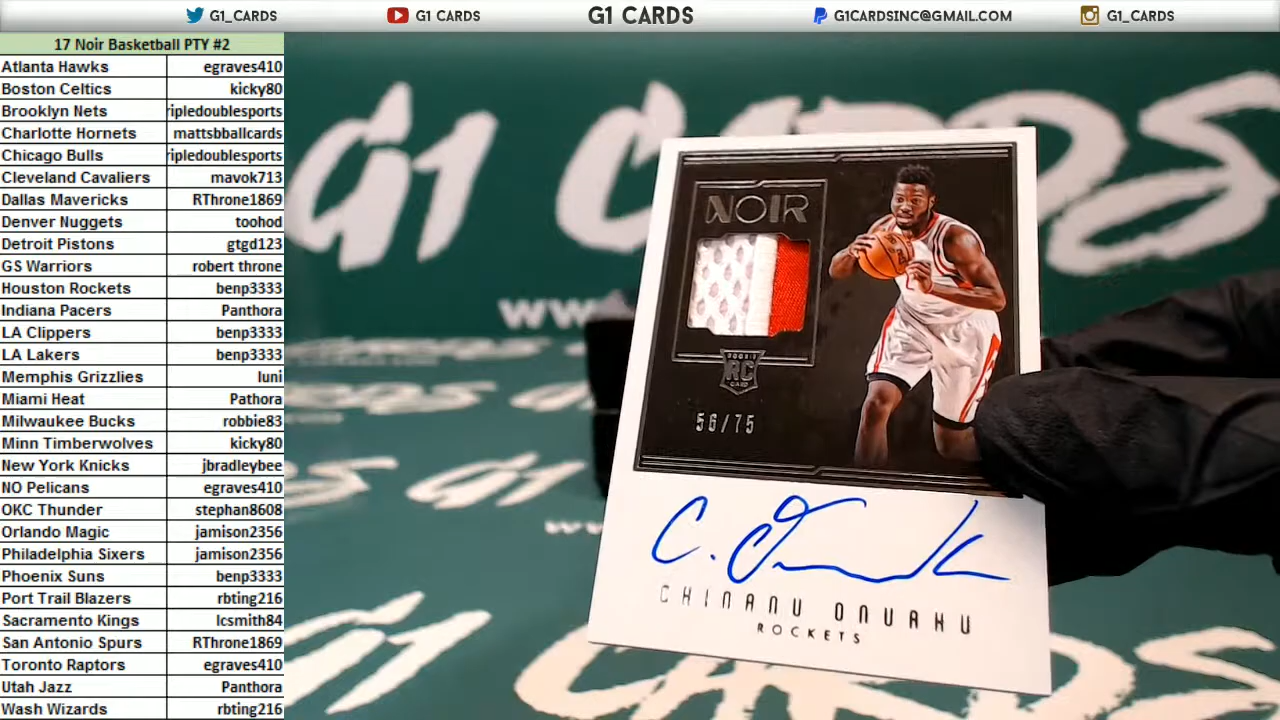 G1_CARDS G1 CARDS G1 CARDS G1CARDSINC@GMAIL.COM G1_CARDS
17 Noir Basketball PTY #2
Atlanta Hawks egraves410
Boston Celtics kicky80
Brooklyn Nets ripledoublesports
Charlotte Hornets mattsbballcards
Chicago Bulls ripledoublesports
Cleveland Cavaliers mavok713
Dallas Mavericks RThrone1869
Denver Nuggets toohod
Detroit Pistons gtgd123
GS Warriors robert throne
Houston Rockets benp3333
Indiana Pacers Panthora
LA Clippers benp3333
LA Lakers benp3333
Memphis Grizzlies luni
Miami Heat Pathora
Milwaukee Bucks robbie83
Minn Timberwolves kicky80
New York Knicks jbradleybee
NO Pelicans egraves410
OKC Thunder stephan8608
Orlando Magic jamison2356
Philadelphia Sixers jamison2356
Phoenix Suns benp3333
Port Trail Blazers rbting216
Sacramento Kings lcsmith84
San Antonio Spurs RThrone1869
Toronto Raptors egraves410
Utah Jazz Panthora
Wash Wizards rbting216
G1 CARDS
www.
NOIR
ROOKIE
RC
CARD
56/75
C. Onuaku
CHINANU ONUAKU
ROCKETS
G1 CARDS